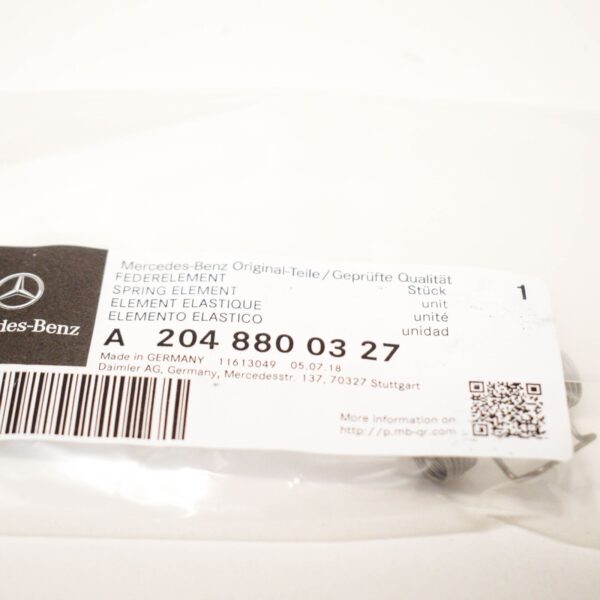 Mercedes-Benz Original-Teile/Geprüfte Qualität
FEDERELEMENT Stück 1
SPRING ELEMENT unit
ELEMENT ELASTIQUE unité
ELEMENTO ELASTICO unidad
des-Benz
A 204 880 03 27
Made in GERMANY 11613049 05.07.18
Daimler AG, Germany, Mercedesstr. 137, 70327 Stuttgart
More information on
http://p.mb-qr.com